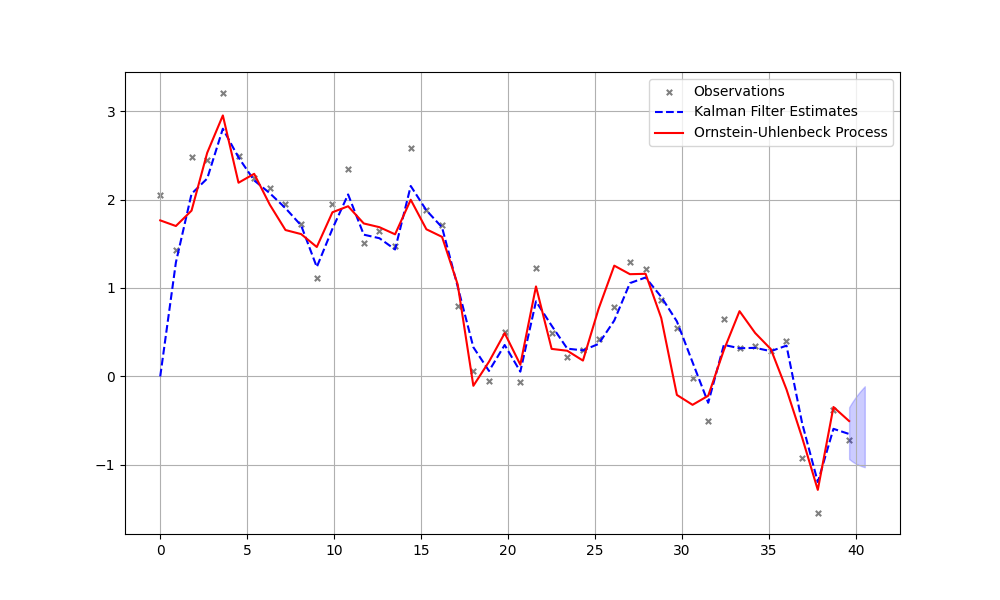 Observations
Kalman Filter Estimates
Ornstein-Uhlenbeck Process
3
2
1
0
−1
0 5 10 15 20 25 30 35 40